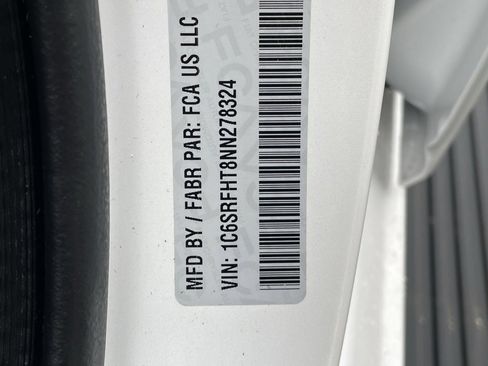 MFD BY / FABR PAR: FCA US LLC
VIN: 1C6SRFHT8NN278324